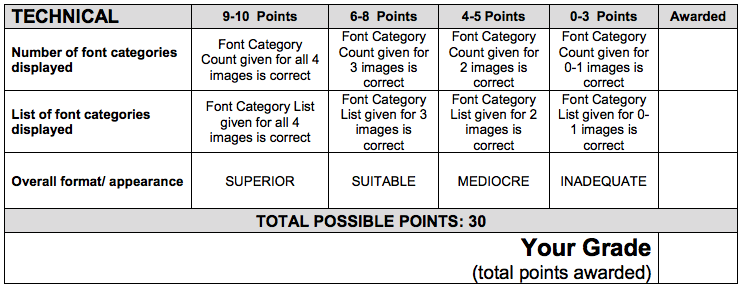 TECHNICAL 9-10 Points 6-8 Points 4-5 Points 0-3 Points Awarded
Number of font categories displayed
Font Category
Count given for all 4
images is correct
Font Category
Count given for
3 images is
correct
Font Category
Count given for
2 images is
correct
Font Category
Count given for
0-1 images is
correct
List of font categories
displayed
Font Category List
given for all 4
images is correct
Font Category
List given for 3
images is
correct
Font Category
List given for 2
images is
correct
Font Category
List given for 0-
1 images is
correct
Overall format/ appearance SUPERIOR SUITABLE MEDIOCRE INADEQUATE
TOTAL POSSIBLE POINTS: 30
Your Grade
(total points awarded)